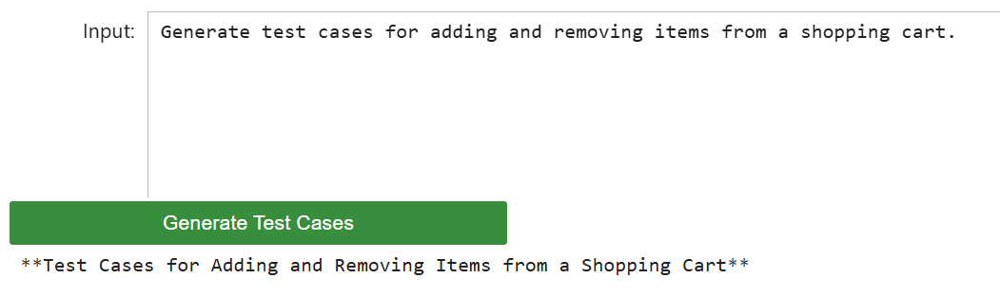 Input: Generate test cases for adding and removing items from a shopping cart.
Generate Test Cases
**Test Cases for Adding and Removing Items from a Shopping Cart**